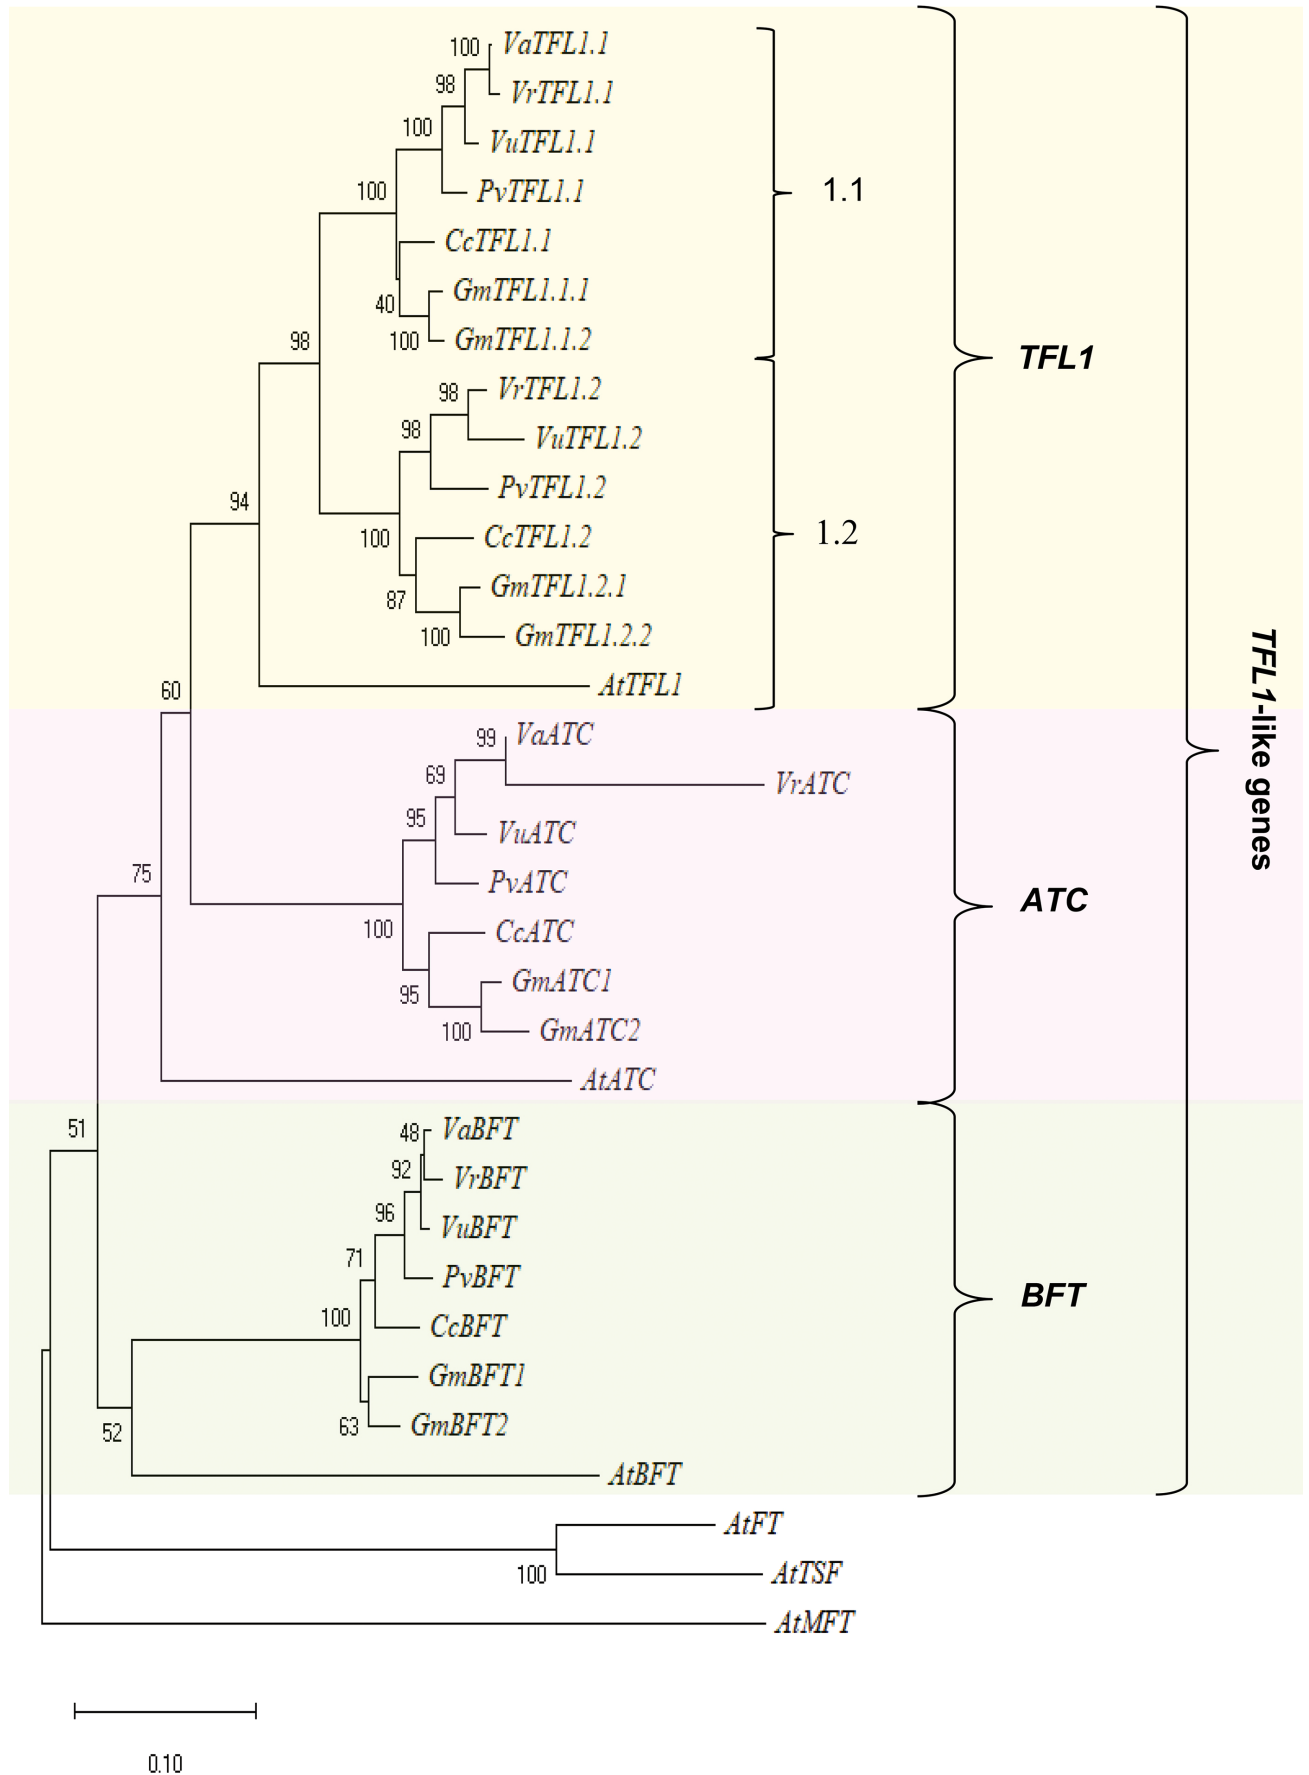 100 VaTFL1.1
98
VrTFL1.1
100
VuTFL1.1
100
PvTFL1.1
1.1
CcTFL1.1
GmTFL1.1.1
40
100 GmTFL1.1.2
98
TFL1
98 VrTFL1.2
98
VuTFL1.2
PvTFL1.2
94
100
CcTFL1.2
1.2
GmTFL1.2.1
87
100 GmTFL1.2.2
AtTFL1
60
TFL1-like genes
99 VaATC
69
VrATC
95
VuATC
75
PvATC
ATC
100
CcATC
GmATC1
95
100 GmATC2
AtATC
51
48 VaBFT
92
VrBFT
96
VuBFT
71
PvBFT
BFT
100
CcBFT
GmBFT1
63 GmBFT2
52
AtBFT
AtFT
100 AtTSF
AtMFT
0.10